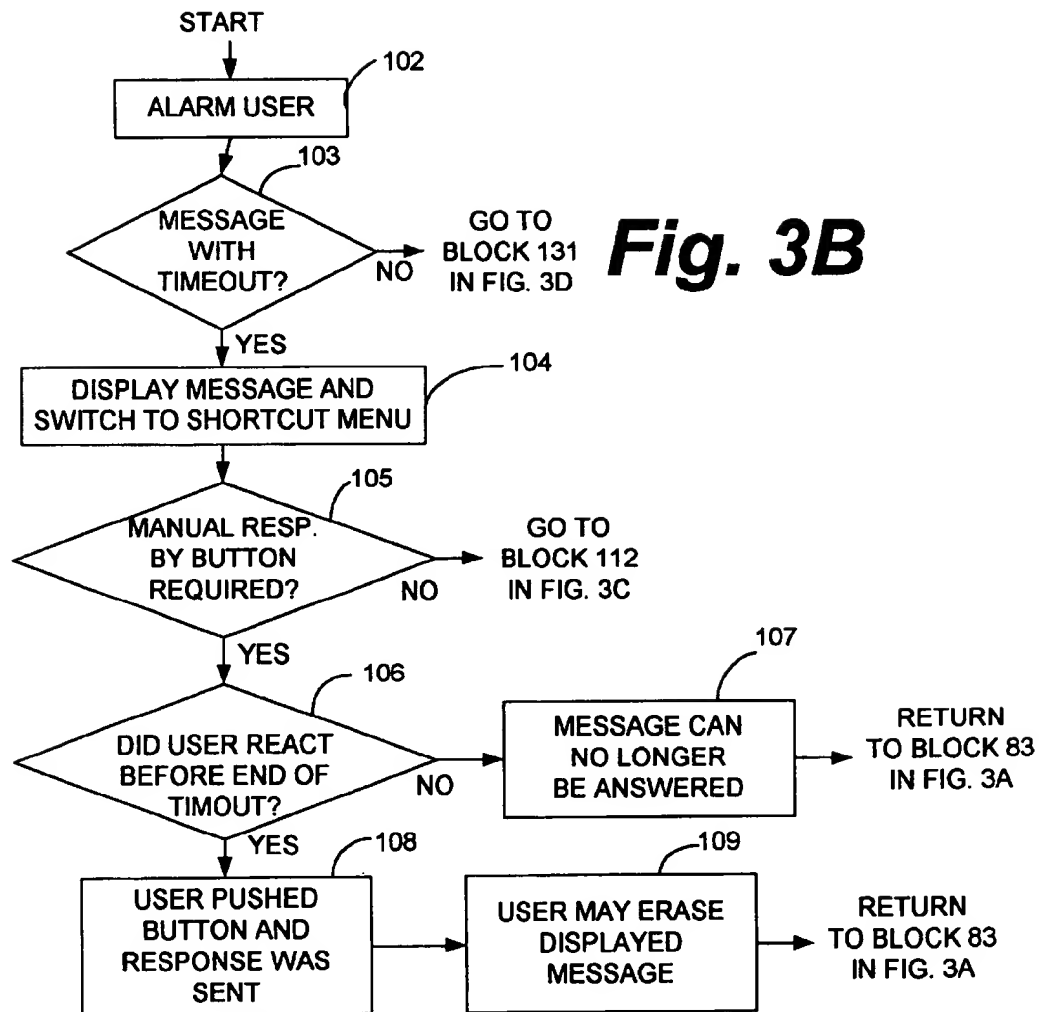 START
102
ALARM USER
103
MESSAGE
WITH
TIMEOUT?
NO
GO TO
BLOCK 131
IN FIG. 3D
Fig. 3B
YES
104
DISPLAY MESSAGE AND
SWITCH TO SHORTCUT MENU
105
MANUAL RESP.
BY BUTTON
REQUIRED?
NO
GO TO
BLOCK 112
IN FIG. 3C
YES
106
DID USER REACT
BEFORE END OF
TIMOUT?
NO
107
MESSAGE CAN
NO LONGER
BE ANSWERED
RETURN
TO BLOCK 83
IN FIG. 3A
YES
108
USER PUSHED
BUTTON AND
RESPONSE WAS
SENT
109
USER MAY ERASE
DISPLAYED
MESSAGE
RETURN
TO BLOCK 83
IN FIG. 3A